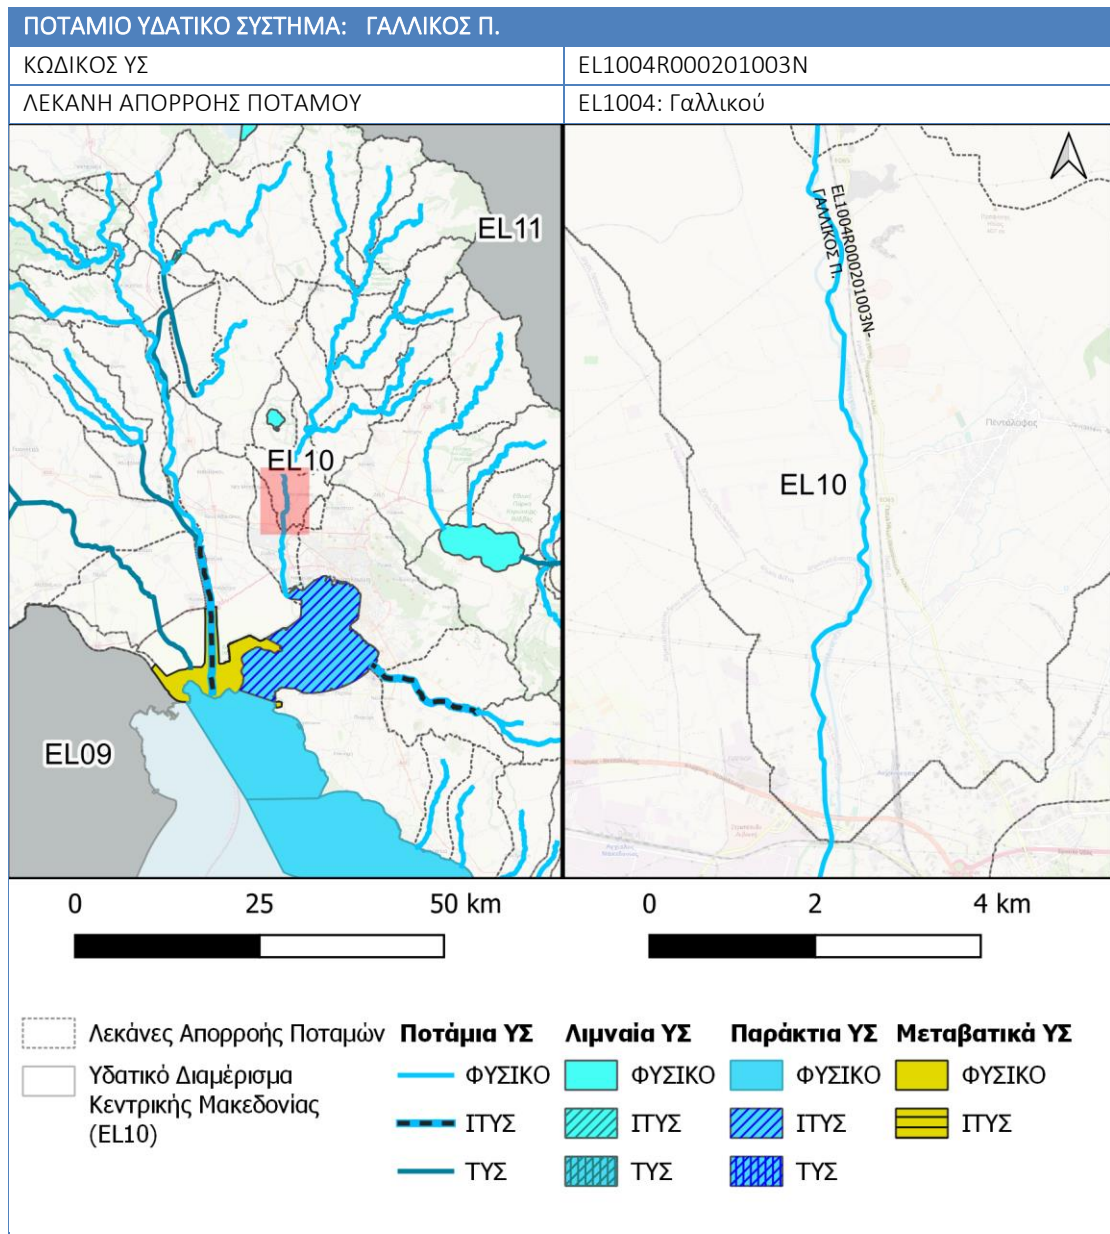 ΠΟΤΑΜΙΟ ΥΔΑΤΙΚΟ ΣΥΣΤΗΜΑ: ΓΑΛΛΙΚΟΣ Π.
ΚΩΔΙΚΟΣ ΥΣ EL1004R000201003N
ΛΕΚΑΝΗ ΑΠΟΡΡΟΗΣ ΠΟΤΑΜΟΥ EL1004: Γαλλικού
EL11
EL10
EL09
EL1004R000201003N
ΓΑΛΛΙΚΟΣ Π.
Πεντάλοφος
EL10
0 25 50 km
0 2 4 km
Λεκάνες Απορροής Ποταμών
Υδατικό Διαμέρισμα
Κεντρικής Μακεδονίας
(EL10)
Ποτάμια ΥΣ
ΦΥΣΙΚΟ
ΙΤΥΣ
ΤΥΣ
Λιμναία ΥΣ
ΦΥΣΙΚΟ
ΙΤΥΣ
ΤΥΣ
Παράκτια ΥΣ
ΦΥΣΙΚΟ
ΙΤΥΣ
ΤΥΣ
Μεταβατικά ΥΣ
ΦΥΣΙΚΟ
ΙΤΥΣ